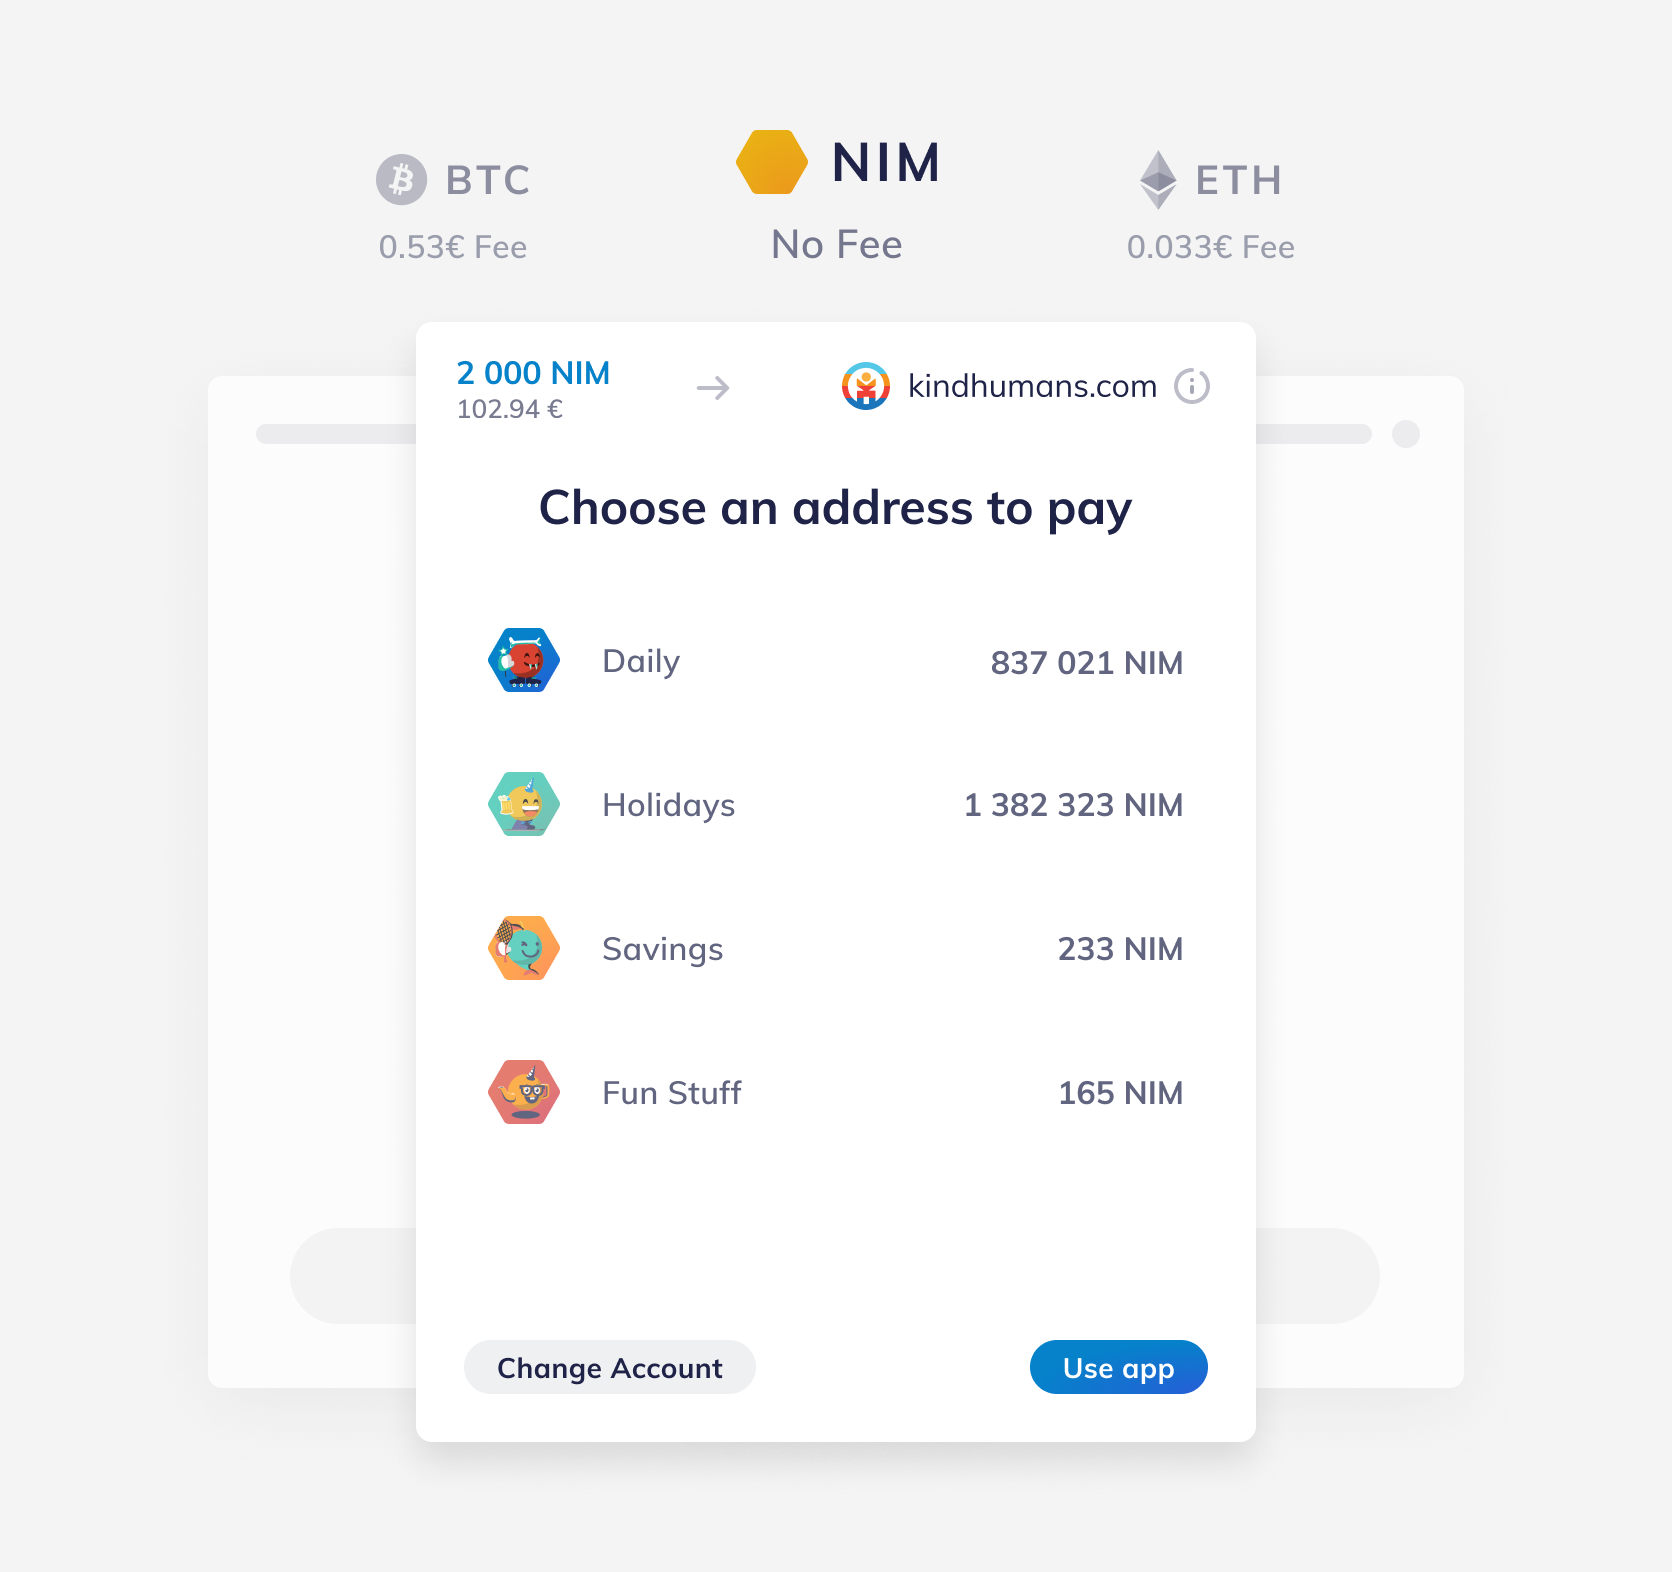 BTC
0.53€ Fee
NIM
No Fee
ETH
0.033€ Fee
2 000 NIM
102.94 €
kindhumans.com
Choose an address to pay
Daily 837 021 NIM
Holidays 1 382 323 NIM
Savings 233 NIM
Fun Stuff 165 NIM
Change Account Use app